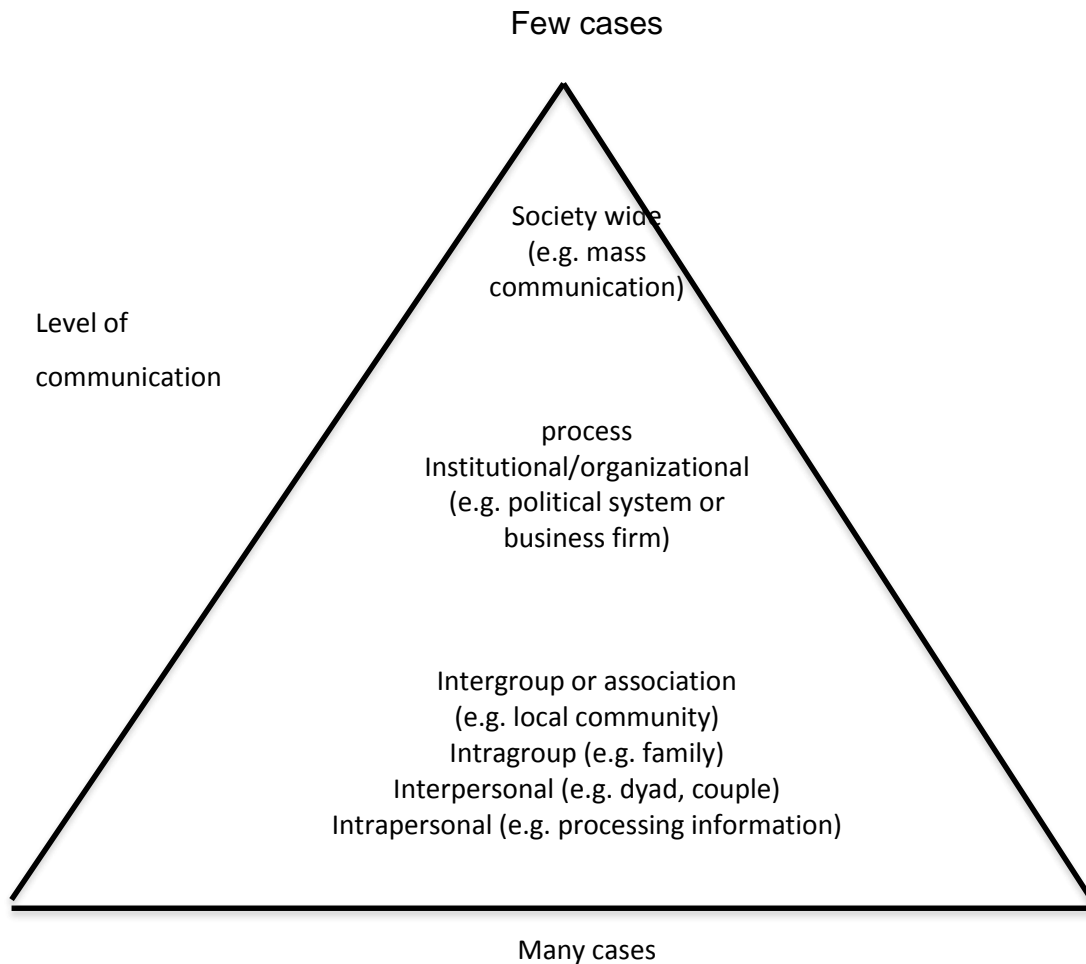 Few cases
Society wide
(e.g. mass
communication)
Level of
communication
process
Institutional/organizational
(e.g. political system or
business firm)
Intergroup or association
(e.g. local community)
Intragroup (e.g. family)
Interpersonal (e.g. dyad, couple)
Intrapersonal (e.g. processing information)
Many cases